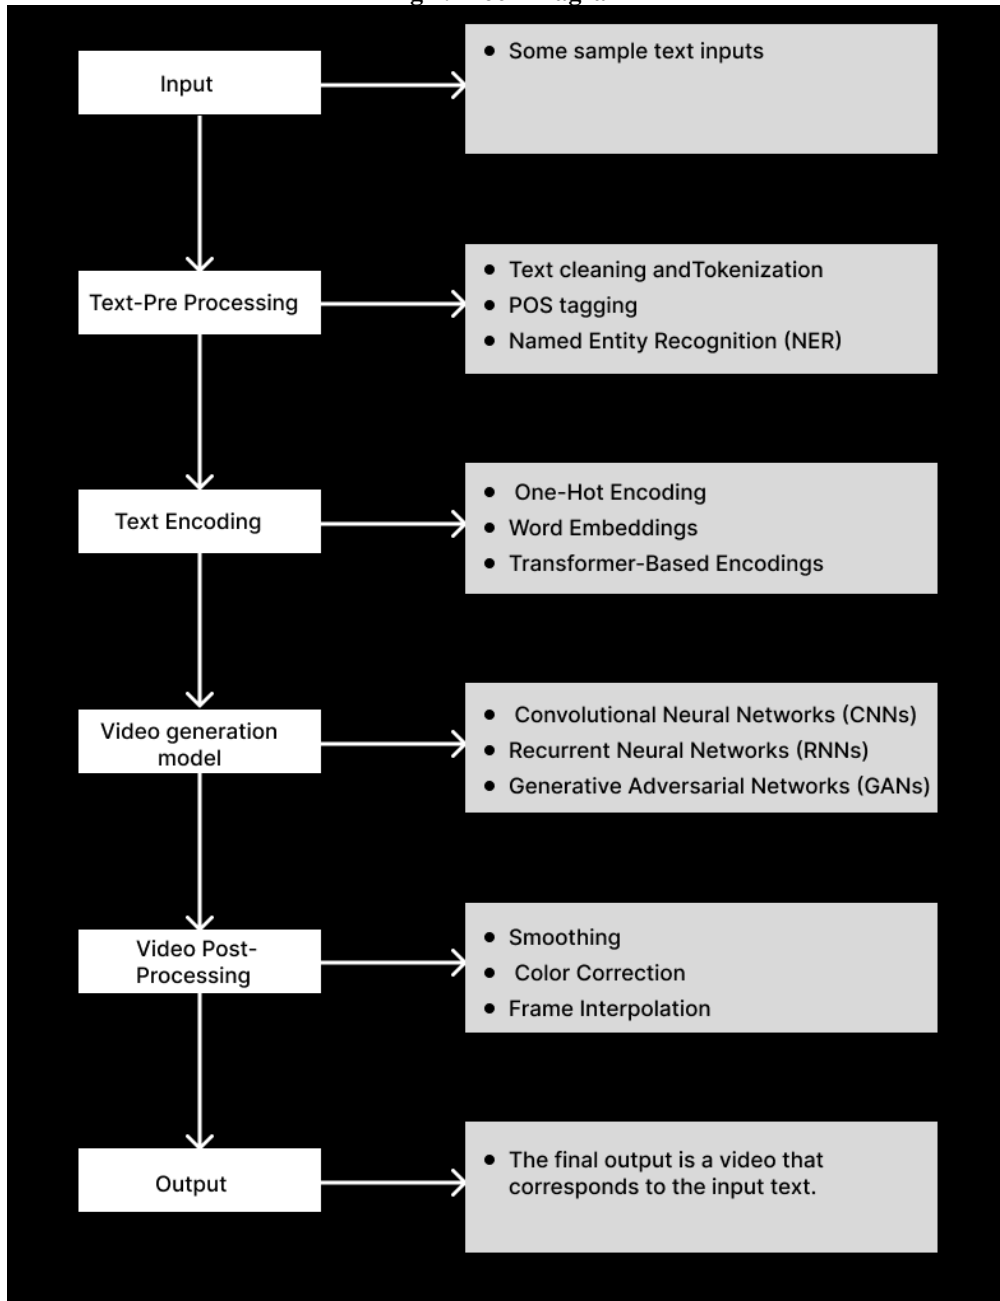 Input
• Some sample text inputs
Text-Pre Processing
• Text cleaning andTokenization
• POS tagging
• Named Entity Recognition (NER)
Text Encoding
• One-Hot Encoding
• Word Embeddings
• Transformer-Based Encodings
Video generation
model
• Convolutional Neural Networks (CNNs)
• Recurrent Neural Networks (RNNs)
• Generative Adversarial Networks (GANs)
Video Post-
Processing
• Smoothing
• Color Correction
• Frame Interpolation
Output
• The final output is a video that
corresponds to the input text.